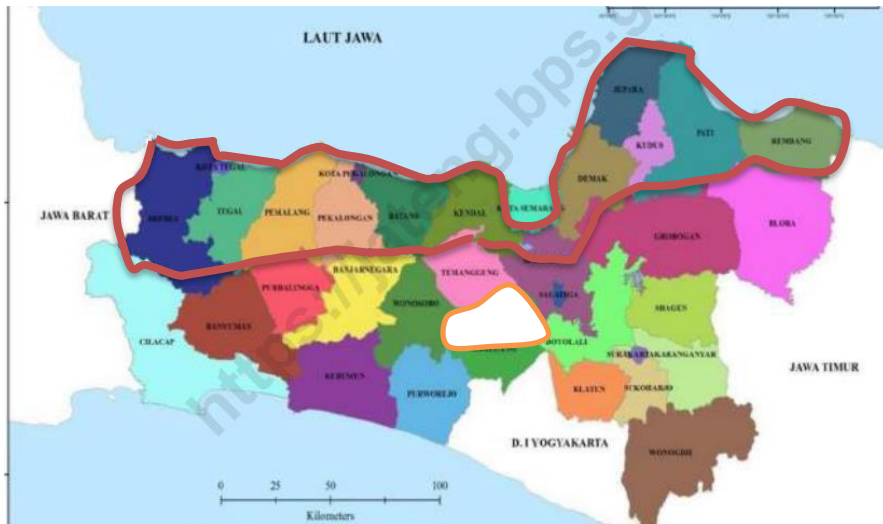 LAUT JAWA
JEPARA
PATI
KUDUS
REMBANG
DEMAK
KOTA TEGAL
KOTA PEKALONGAN
BREBES
TEGAL
PEMALANG
PEKALONGAN
BATANG
KENDAL
KOTA SEMARANG
JAWA BARAT
BLORA
GROBOGAN
BANJARNEGARA
TEMANGGUNG
PURBALINGGA
WONOSOBO
SALATIGA
SRAGEN
BANYUMAS
CILACAP
BOYOLALI
SURAKARTA
KARANGANYAR
JAWA TIMUR
KEBUMEN
PURWOREJO
KLATEN
SUKOHARJO
D. I YOGYAKARTA
WONOGIRI
0 25 50 100
Kilometers